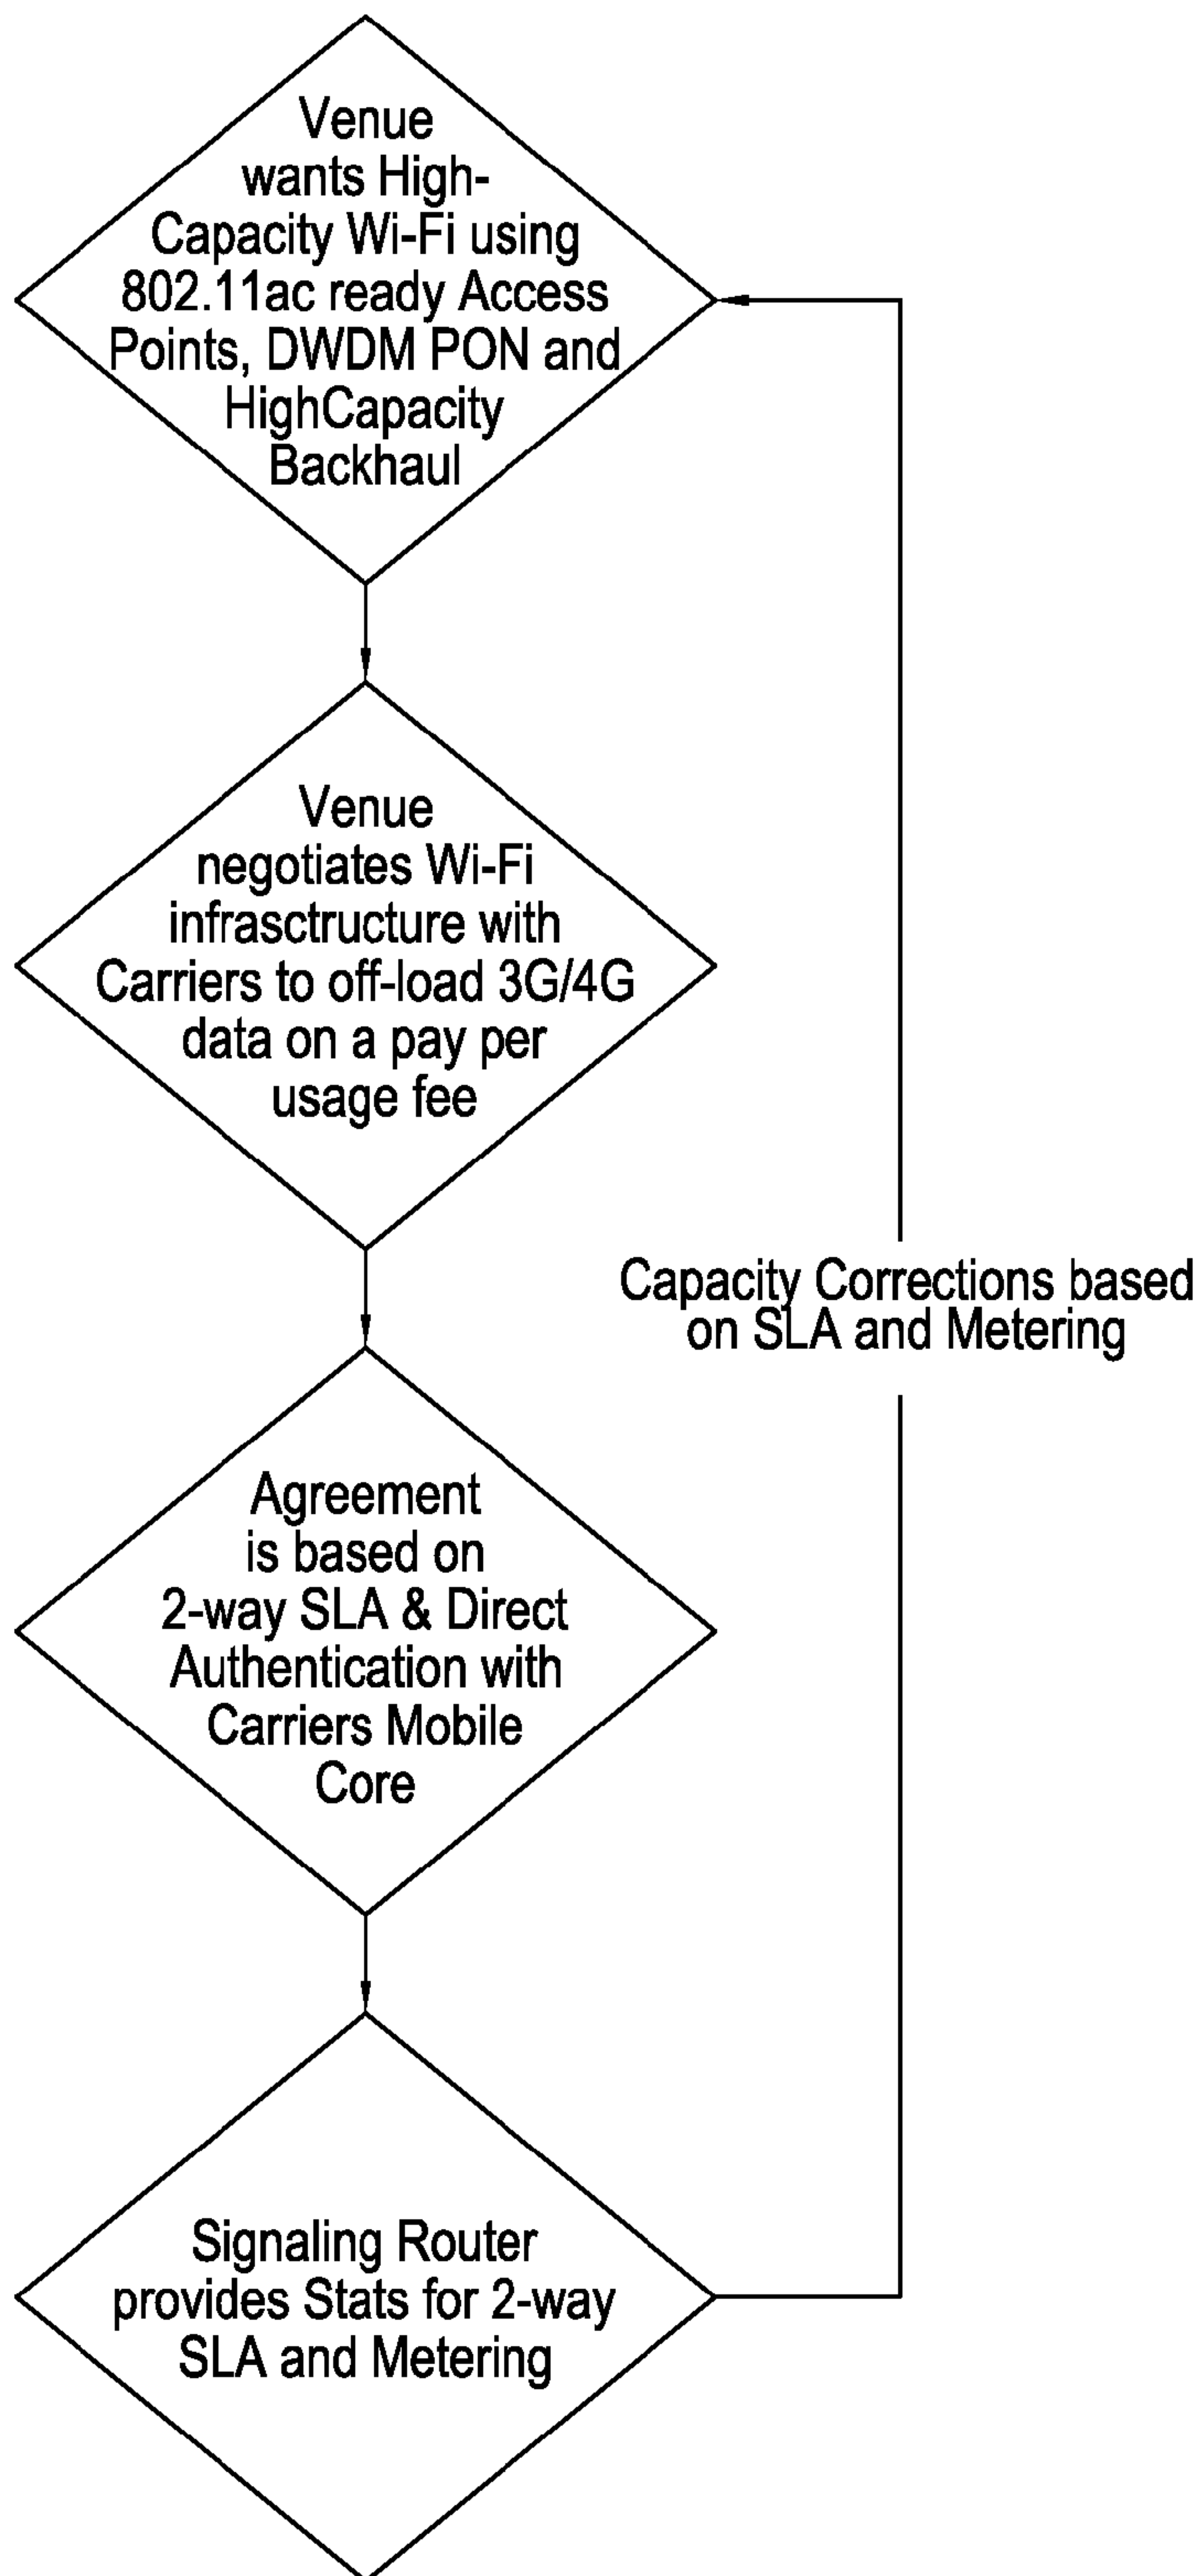 Venue
wants High-
Capacity Wi-Fi using
802.11ac ready Access
Points, DWDM PON and
HighCapacity
Backhaul
Venue
negotiates Wi-Fi
infrasctructure with
Carriers to off-load 3G/4G
data on a pay per
usage fee
Capacity Corrections based
on SLA and Metering
Agreement
is based on
2-way SLA & Direct
Authentication with
Carriers Mobile
Core
Signaling Router
provides Stats for 2-way
SLA and Metering